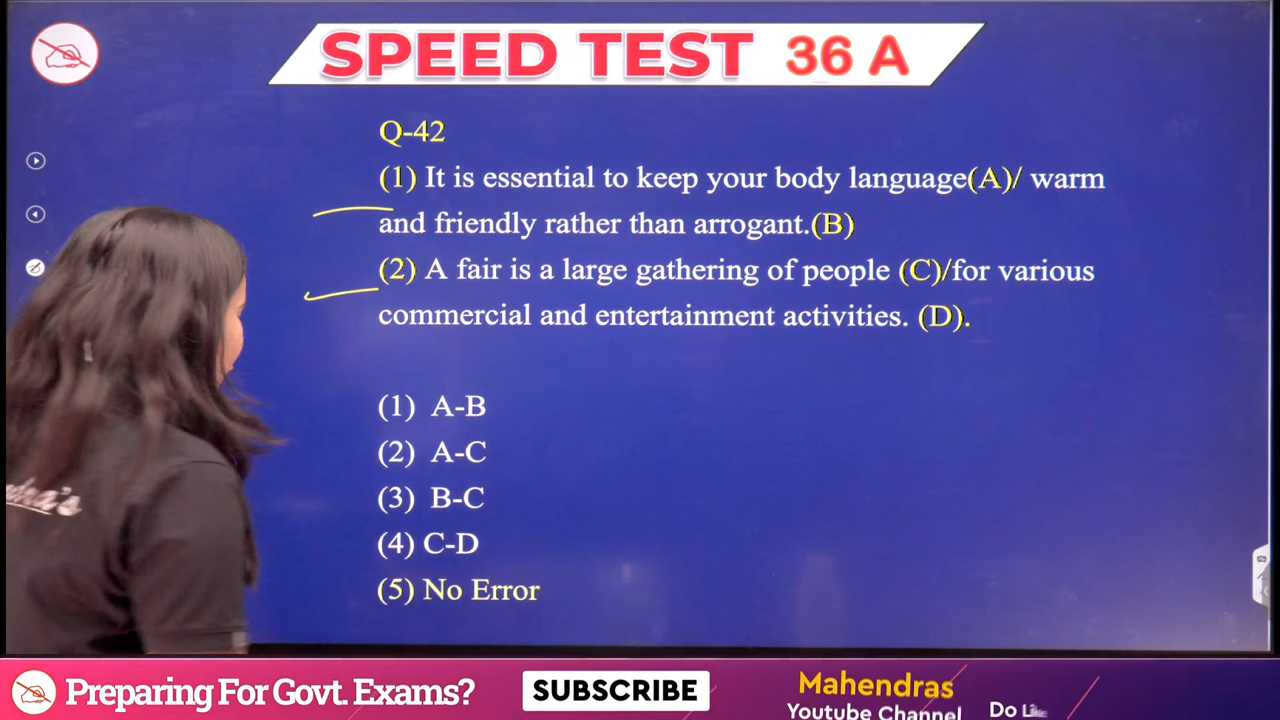 SPEED TEST 36 A
Q-42
(1) It is essential to keep your body language(A)/ warm
and friendly rather than arrogant.(B)
(2) A fair is a large gathering of people (C)/for various
commercial and entertainment activities. (D).
(1) A-B
(2) A-C
(3) B-C
(4) C-D
(5) No Error
Preparing For Govt. Exams?
SUBSCRIBE
Mahendras
Youtube Channel
Do